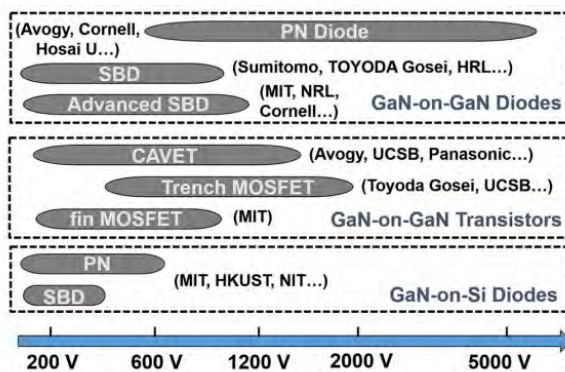 (Avogy, Cornell,
Hosai U...)
PN Diode
SBD
(Sumitomo, TOYODA Gosei, HRL...)
Advanced SBD
(MIT, NRL,
Cornell...)
GaN-on-GaN Diodes
CAVET
(Avogy, UCSB, Panasonic...)
Trench MOSFET
(Toyoda Gosei, UCSB...)
fin MOSFET
(MIT)
GaN-on-GaN Transistors
PN
(MIT, HKUST, NIT...)
SBD
GaN-on-Si Diodes
200 V 600 V 1200 V 2000 V 5000 V